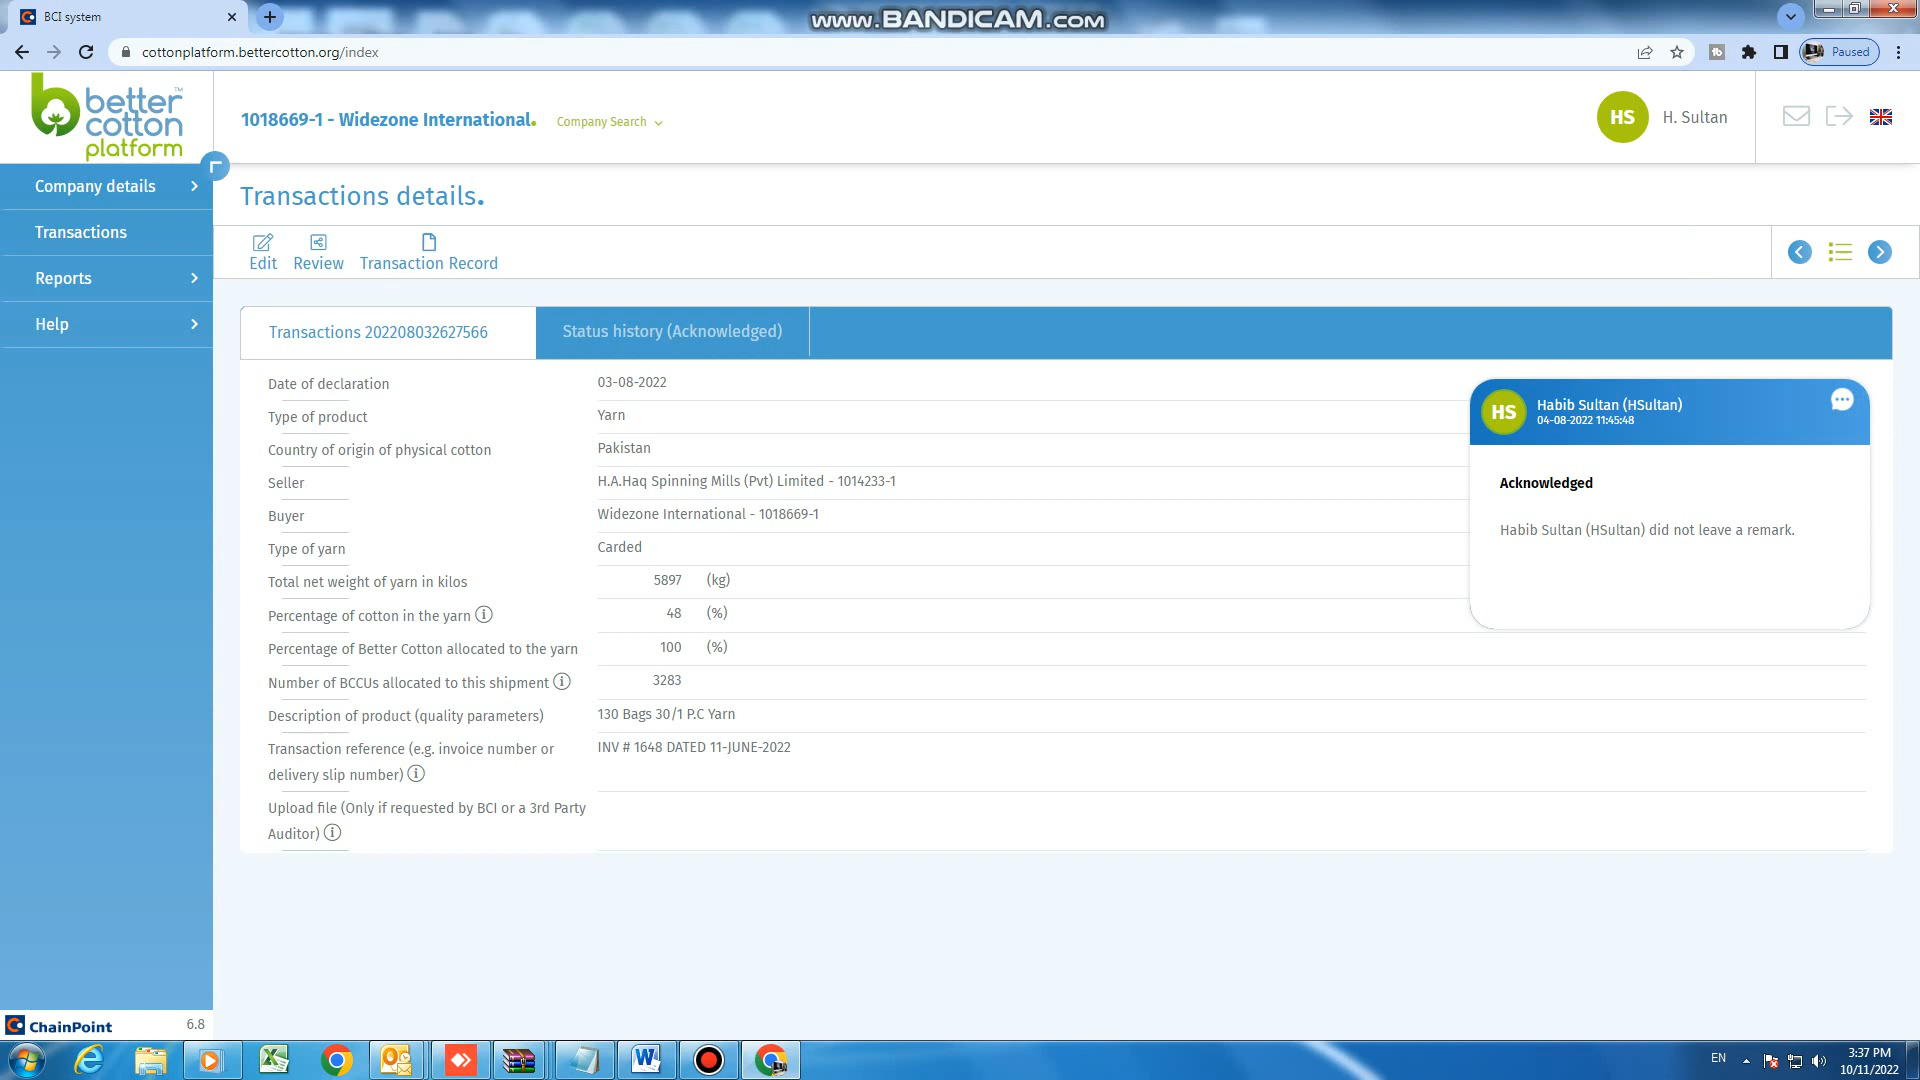 BCI system
www.BANDICAM.com
cottonplatform.bettercotton.org/index
Paused
better
cotton
platform
TM
1018669-1 - Widezone International.
Company Search
HS
H. Sultan
Company details
Transactions
Reports
Help
Transactions details.
Edit
Review
Transaction Record
Transactions 202208032627566
Status history (Acknowledged)
Date of declaration
03-08-2022
Type of product
Yarn
Country of origin of physical cotton
Pakistan
Seller
H.A.Haq Spinning Mills (Pvt) Limited - 1014233-1
Buyer
Widezone International - 1018669-1
Type of yarn
Carded
Total net weight of yarn in kilos
5897 (kg)
Percentage of cotton in the yarn
48 (%)
Percentage of Better Cotton allocated to the yarn
100 (%)
Number of BCCUs allocated to this shipment
3283
Description of product (quality parameters)
130 Bags 30/1 P.C Yarn
Transaction reference (e.g. invoice number or
delivery slip number)
INV # 1648 DATED 11-JUNE-2022
Upload file (Only if requested by BCI or a 3rd Party
Auditor)
HS
Habib Sultan (HSultan)
04-08-2022 11:45:48
Acknowledged
Habib Sultan (HSultan) did not leave a remark.
ChainPoint
6.8
EN
3:37 PM
10/11/2022